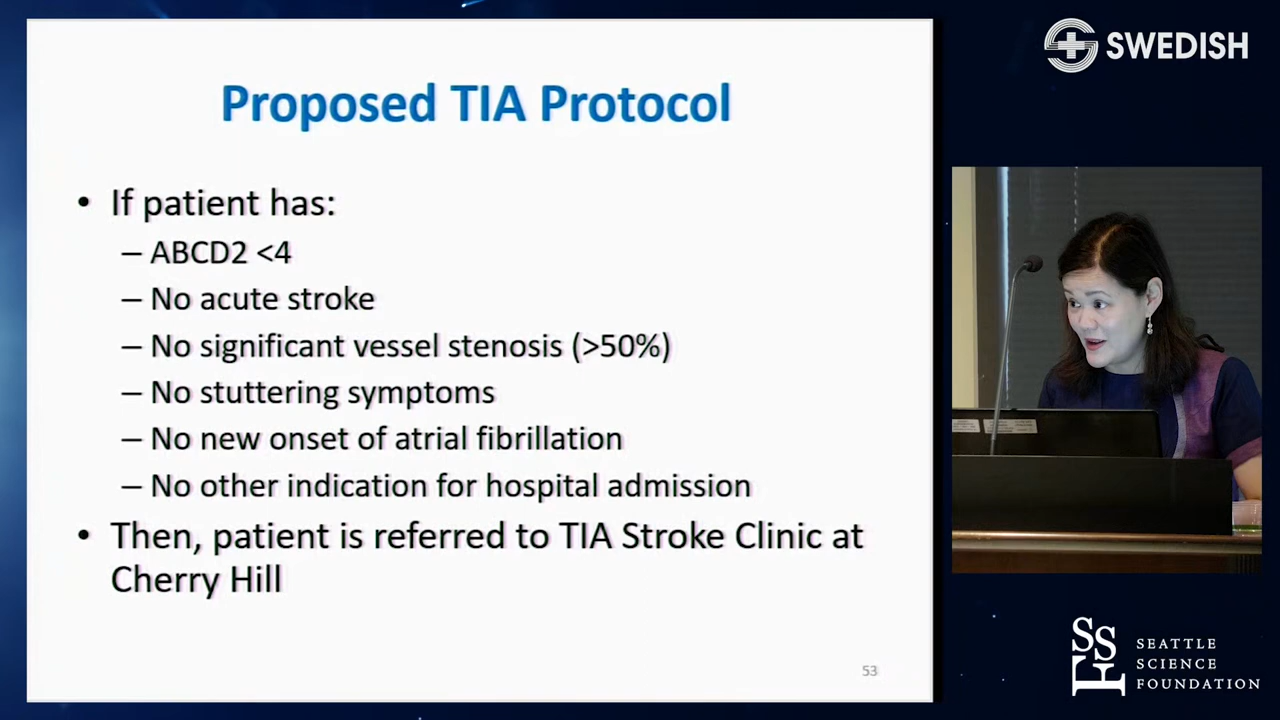 Proposed TIA Protocol
• If patient has:
– ABCD2 <4
– No acute stroke
– No significant vessel stenosis (>50%)
– No stuttering symptoms
– No new onset of atrial fibrillation
– No other indication for hospital admission
• Then, patient is referred to TIA Stroke Clinic at
Cherry Hill
53
SWEDISH
SSF
SEATTLE
SCIENCE
FOUNDATION